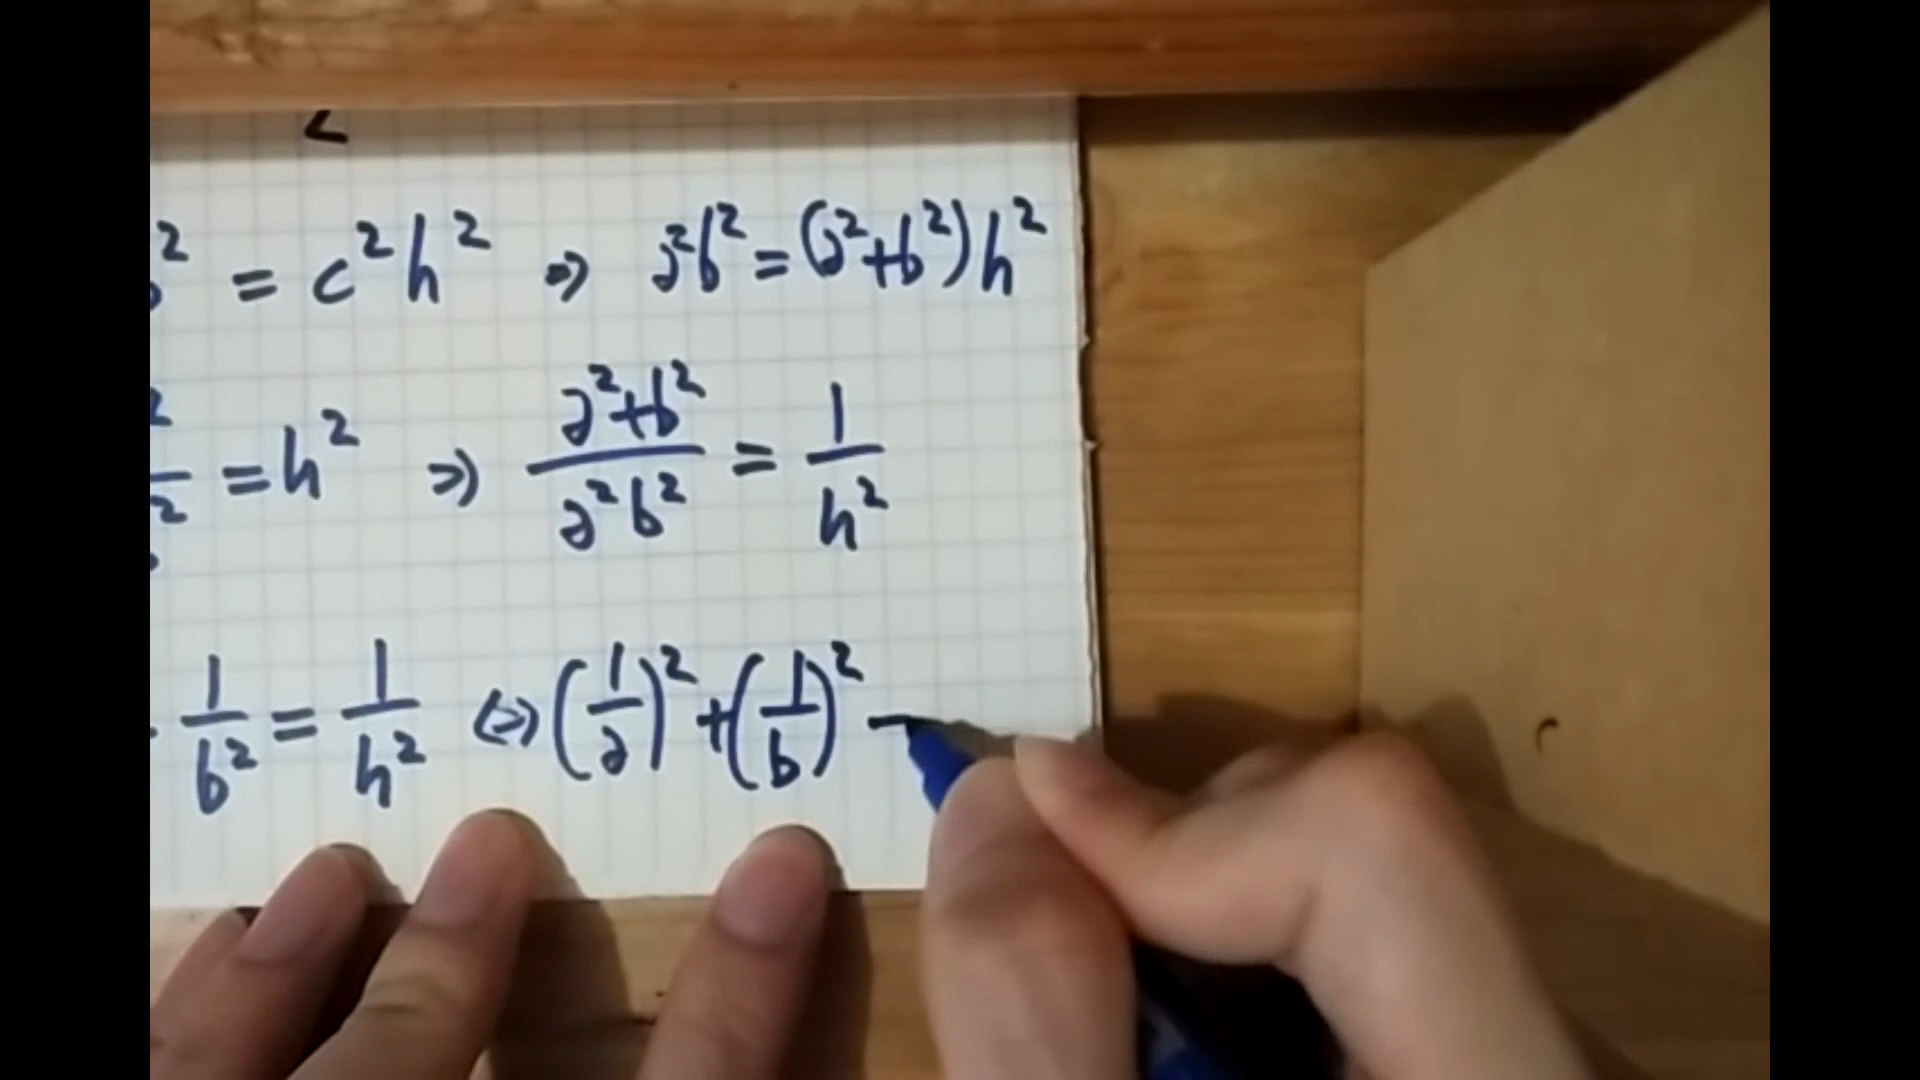 c
b² = c²h² ⇒ a²b² = (a²+b²)h²
= h² ⇒ (a²+b²)/(a²b²) = 1/h²
1/b² = 1/h² ⇔ (1/a)² + (1/b)² −